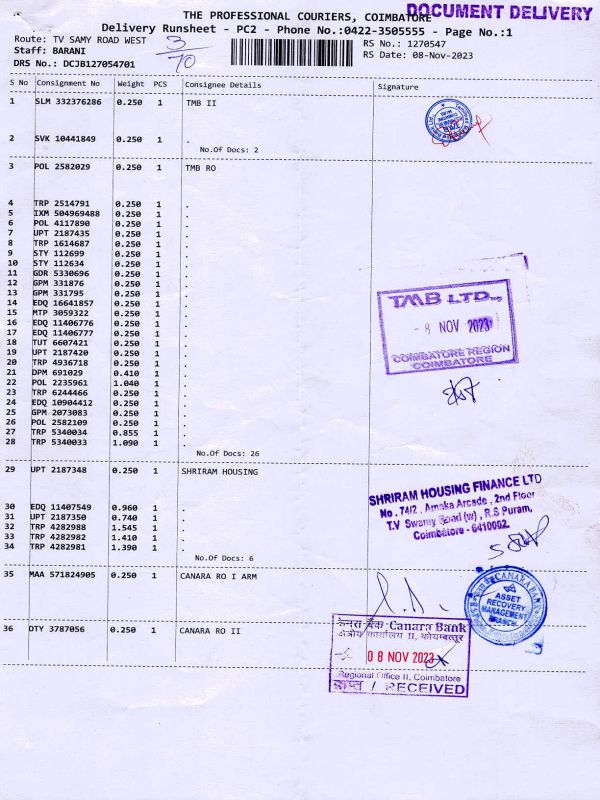 THE PROFESSIONAL COURIERS, COIMBATORE
DOCUMENT DELIVERY
Delivery Runsheet - PC2 - Phone No.:0422-3505555 - Page No.:1
Route: TV SAMY ROAD WEST
3/10
RS No.: 1270547
Staff: BARANI
RS Date: 08-Nov-2023
DRS No.: DCJB127054701
S No Consignment No Weight PCS Consignee Details Signature
1 SLM 332376286 0.250 1 TMB II
2 SVK 10441849 0.250 1 .
No.Of Docs: 2
3 POL 2582029 0.250 1 TMB RO
4 TRP 2514791 0.250 1 .
5 IXM 504969488 0.250 1 .
6 POL 4117890 0.250 1 .
7 UPT 2187435 0.250 1 .
8 TRP 1614687 0.250 1 .
9 STY 112699 0.250 1 .
10 STY 112634 0.250 1 .
11 GDR 5330696 0.250 1 .
12 GPM 331876 0.250 1 .
13 GPM 331795 0.250 1 .
14 EDQ 16641857 0.250 1 .
15 MTP 3059322 0.250 1 .
16 EDQ 11406776 0.250 1 .
17 EDQ 11406777 0.250 1 .
18 TUT 6607421 0.250 1 .
19 UPT 2187420 0.250 1 .
20 TRP 4936718 0.250 1 .
21 DPM 691029 0.410 1 .
22 POL 2235961 1.040 1 .
23 TRP 6244466 0.250 1 .
24 EDQ 10904412 0.250 1 .
25 GPM 2073083 0.250 1 .
26 POL 2582109 0.250 1 .
27 TRP 5340034 0.855 1 .
28 TRP 5340033 1.090 1 .
No.Of Docs: 26
TMB LTD.,
- 8 NOV 2023
COIMBATORE REGION
COIMBATORE
29 UPT 2187348 0.250 1 SHRIRAM HOUSING
30 EDQ 11407549 0.960 1 .
31 UPT 2187350 0.740 1 .
32 TRP 4282988 1.545 1 .
33 TRP 4282982 1.410 1 .
34 TRP 4282981 1.390 1 .
No.Of Docs: 6
SHRIRAM HOUSING FINANCE LTD
No. 74/2, Amaka Arcade, 2nd Floor
T.V Swamy Road (w), R.S Puram,
Coimbatore - 6410002.
35 MAA 571824905 0.250 1 CANARA RO I ARM
CANARA BANK
ASSET
RECOVERY
MANAGEMENT
BRANCH
36 OTY 3787056 0.250 1 CANARA RO II
केनरा बैंक Canara Bank
क्षेत्रीय कार्यालय II, कोयम्बत्तूर
08 NOV 2023
Regional Office II, Coimbatore
प्राप्त / RECEIVED